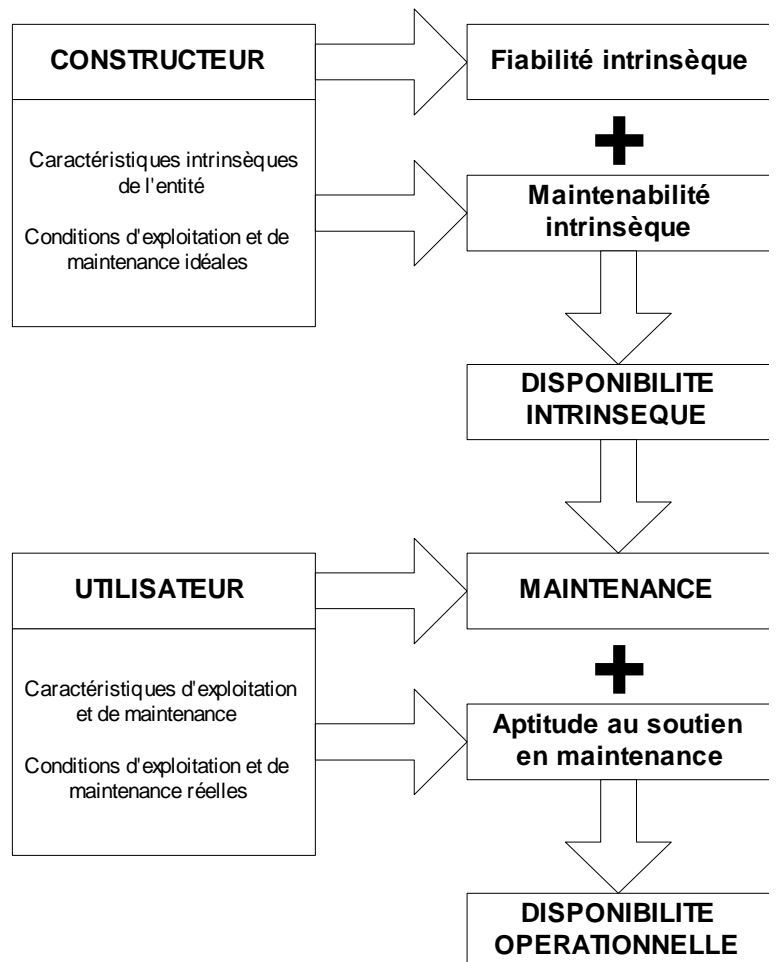 CONSTRUCTEUR
Caractéristiques intrinsèques
de l'entité
Conditions d'exploitation et de
maintenance idéales
Fiabilité intrinsèque
+
Maintenabilité
intrinsèque
DISPONIBILITE
INTRINSEQUE
UTILISATEUR
Caractéristiques d'exploitation
et de maintenance
Conditions d'exploitation et de
maintenance réelles
MAINTENANCE
+
Aptitude au soutien
en maintenance
DISPONIBILITE
OPERATIONNELLE